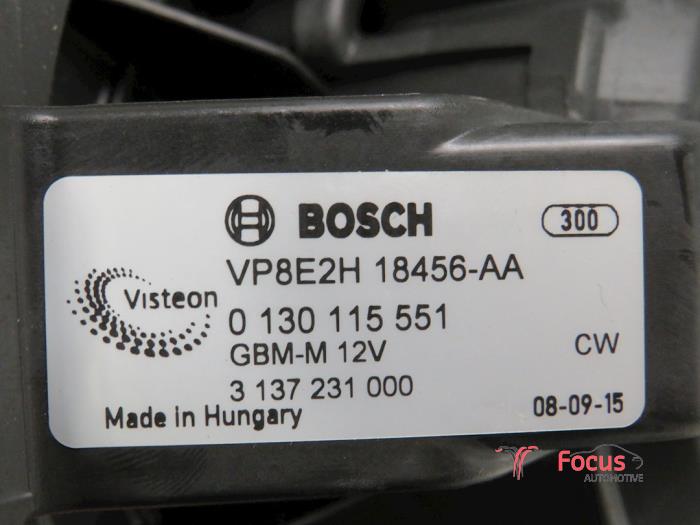 BOSCH
300
VP8E2H 18456-AA
Visteon
0 130 115 551
GBM-M 12V
CW
3 137 231 000
Made in Hungary
08-09-15
Focus
AUTOMOTIVE